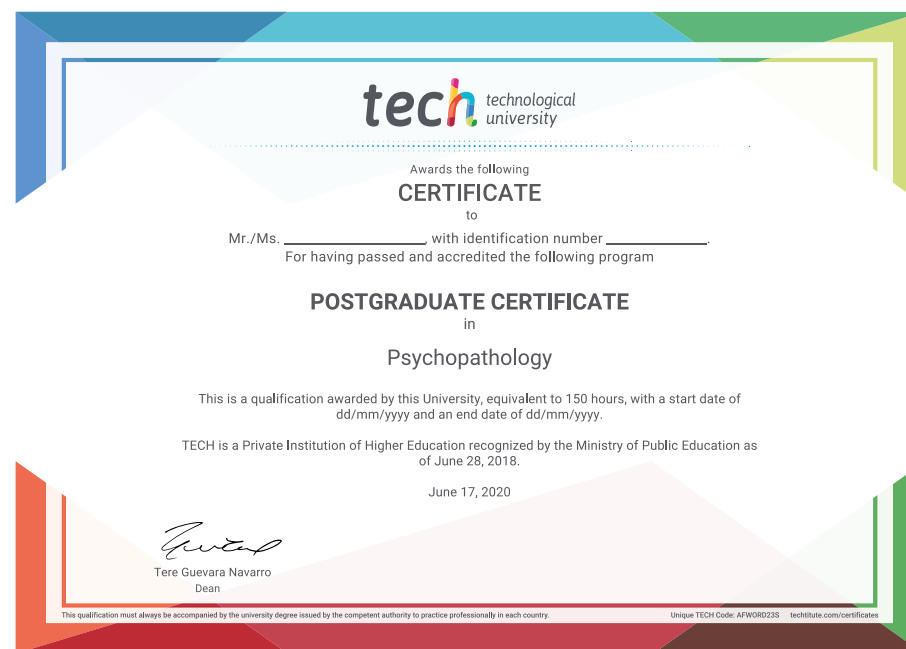 tech technological
university
Awards the following
CERTIFICATE
to
Mr./Ms. ____________________, with identification number ______________.
For having passed and accredited the following program
POSTGRADUATE CERTIFICATE
in
Psychopathology
This is a qualification awarded by this University, equivalent to 150 hours, with a start date of
dd/mm/yyyy and an end date of dd/mm/yyyy.
TECH is a Private Institution of Higher Education recognized by the Ministry of Public Education as
of June 28, 2018.
June 17, 2020
Tere Guevara Navarro
Dean
This qualification must always be accompanied by the university degree issued by the competent authority to practice professionally in each country. Unique TECH Code: AFWORD23S techtitute.com/certificates